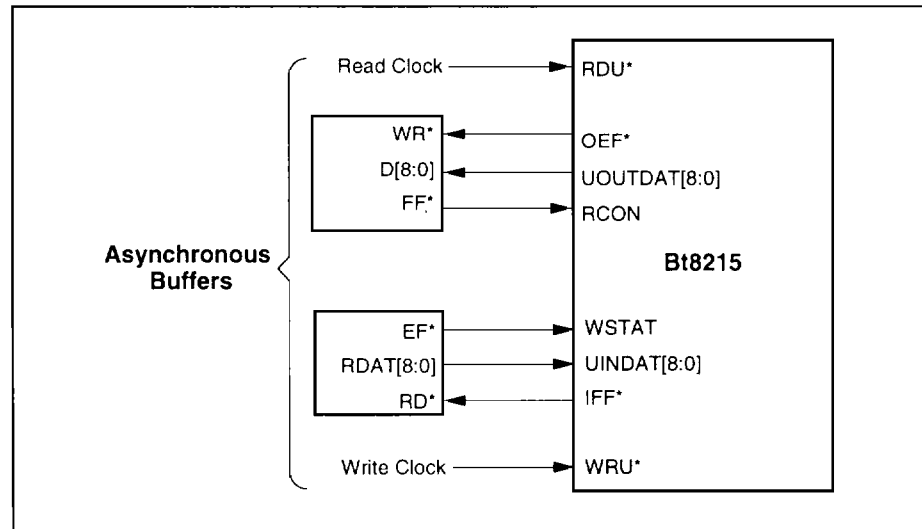 Read Clock
RDU*
WR*
OEF*
D[8:0]
UOUTDAT[8:0]
FF*
RCON
Asynchronous
Buffers
Bt8215
EF*
WSTAT
RDAT[8:0]
UINDAT[8:0]
RD*
IFF*
Write Clock
WRU*